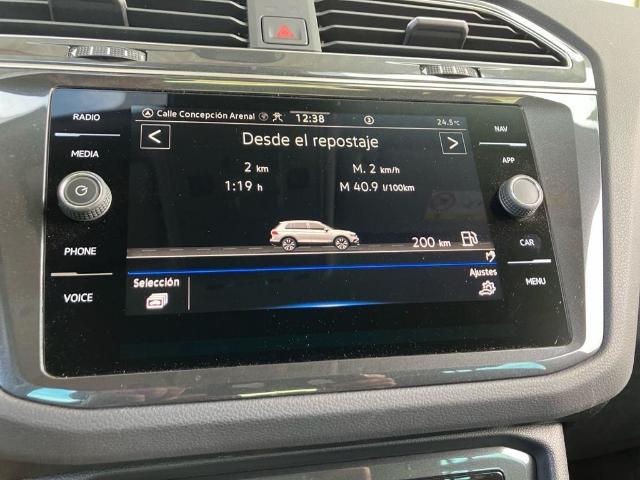 RADIO
MEDIA
PHONE
VOICE
Calle Concepción Arenal 12:38 24.5 °C
Desde el repostaje
2 km M. 2 km/h
1:19 h M 40.9 l/100km
200 km
Selección Ajustes
NAV
APP
CAR
MENU